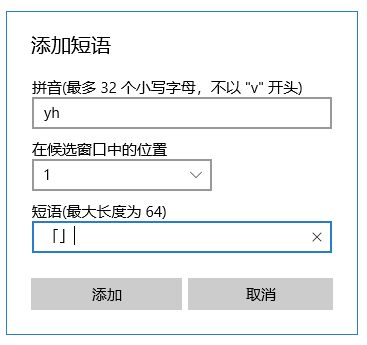 添加短语
拼音(最多 32 个小写字母，不以 "v" 开头)
yh
在候选窗口中的位置
1
短语(最大长度为 64)
「」
添加 取消